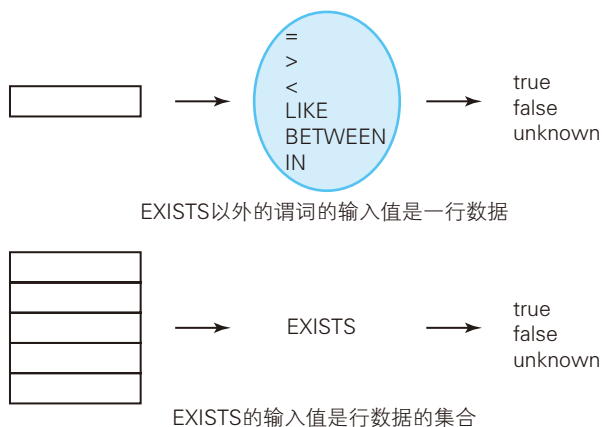 =
>
<
LIKE
BETWEEN
IN
true
false
unknown
EXISTS以外的谓词的输入值是一行数据
EXISTS
true
false
unknown
EXISTS的输入值是行数据的集合